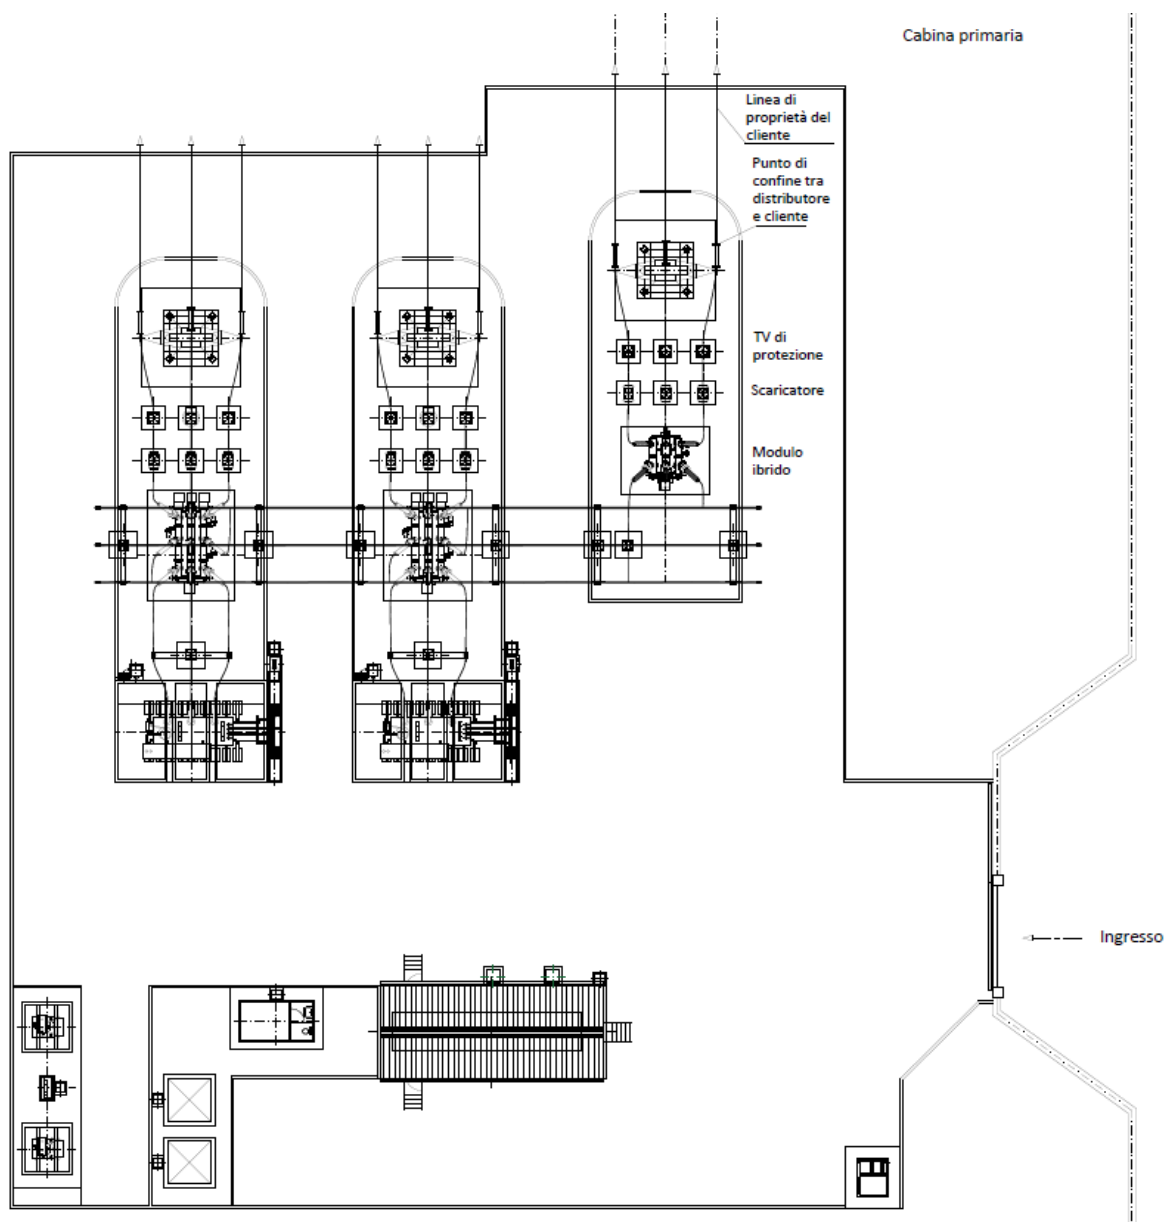 Cabina primaria
Linea di
proprietà del
cliente
Punto di
confine tra
distributore
e cliente
TV di
protezione
Scaricatore
Modulo
ibrido
Ingresso